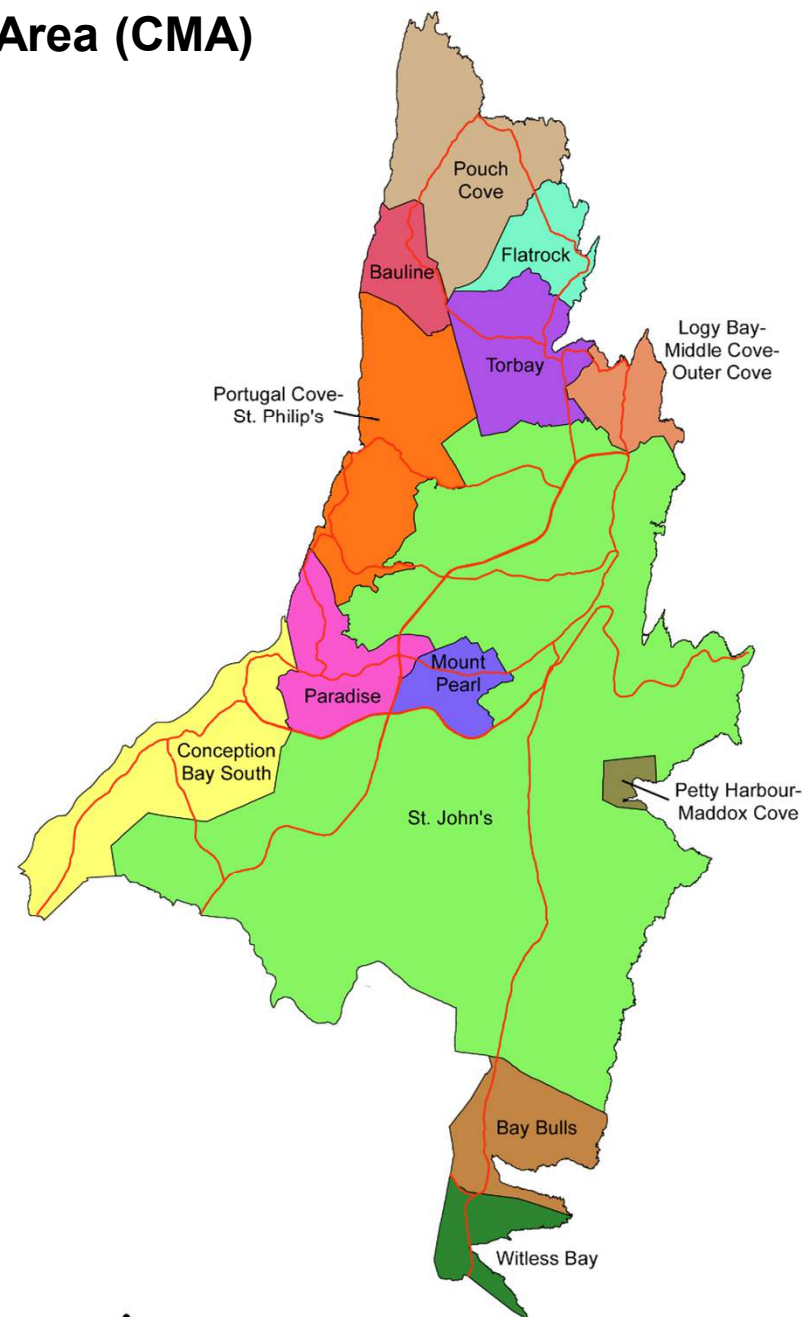 Area (CMA)
Pouch
Cove
Flatrock
Bauline
Logy Bay-
Middle Cove-
Outer Cove
Torbay
Portugal Cove-
St. Philip's
Mount
Pearl
Paradise
Conception
Bay South
Petty Harbour-
Maddox Cove
St. John's
Bay Bulls
Witless Bay